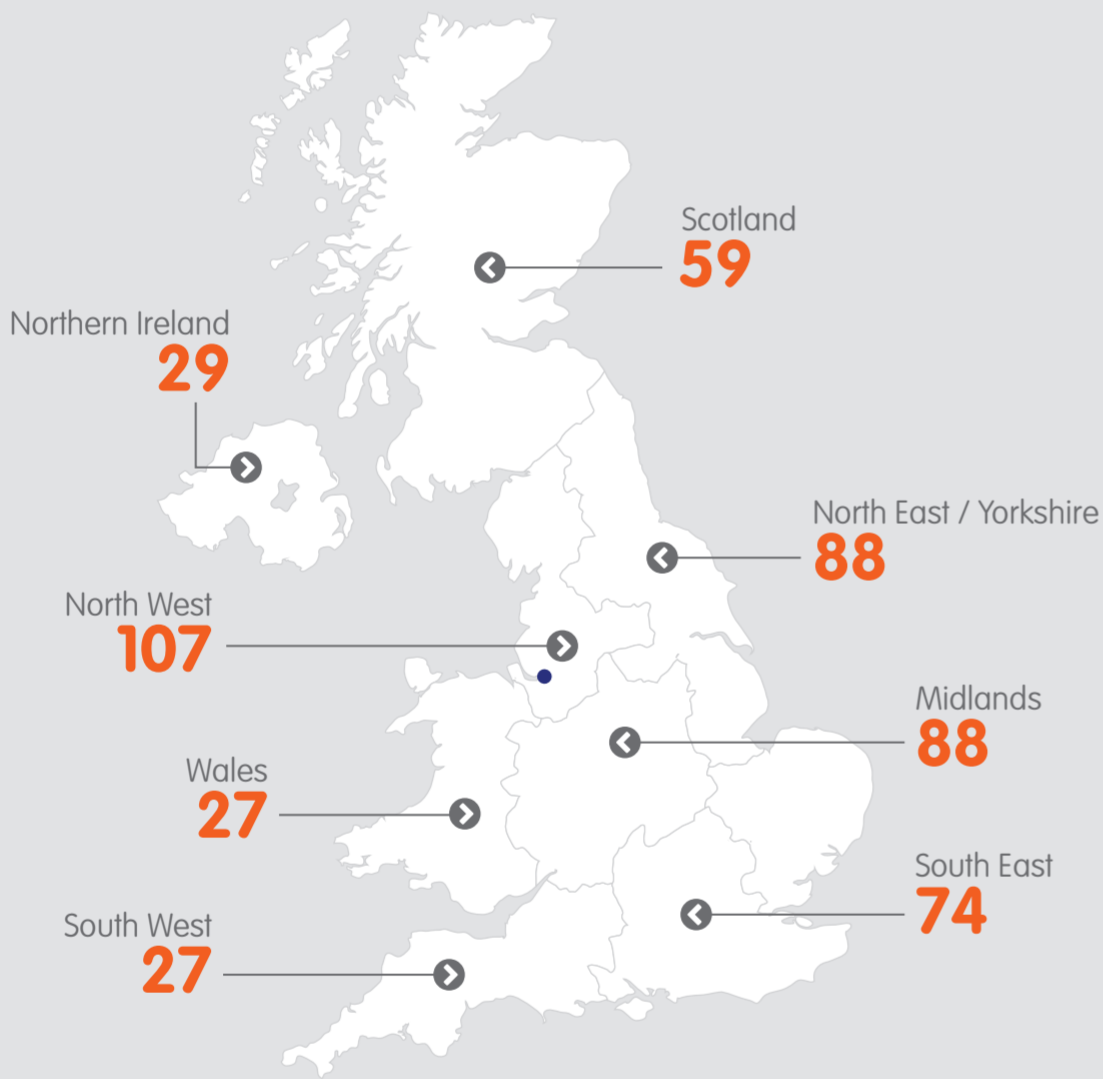 Scotland
59
Northern Ireland
29
North East / Yorkshire
88
North West
107
Midlands
88
Wales
27
South East
74
South West
27